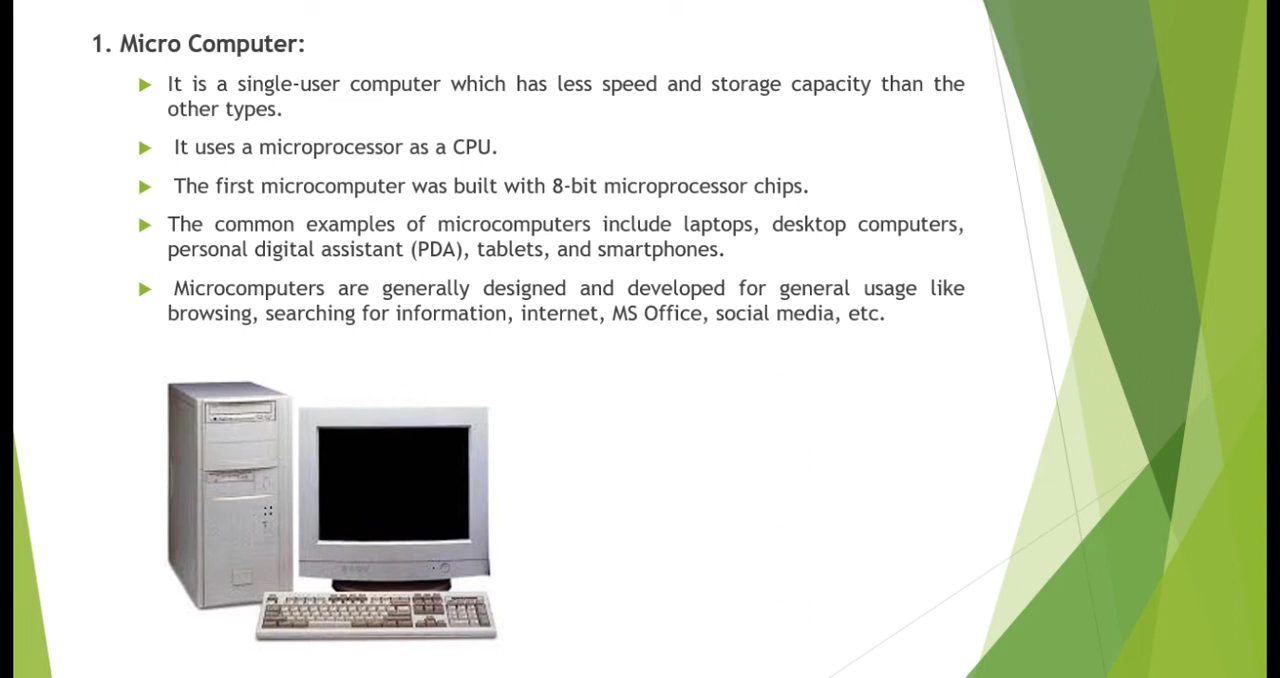 1. Micro Computer:
It is a single-user computer which has less speed and storage capacity than the
other types.
It uses a microprocessor as a CPU.
The first microcomputer was built with 8-bit microprocessor chips.
The common examples of microcomputers include laptops, desktop computers,
personal digital assistant (PDA), tablets, and smartphones.
Microcomputers are generally designed and developed for general usage like
browsing, searching for information, internet, MS Office, social media, etc.